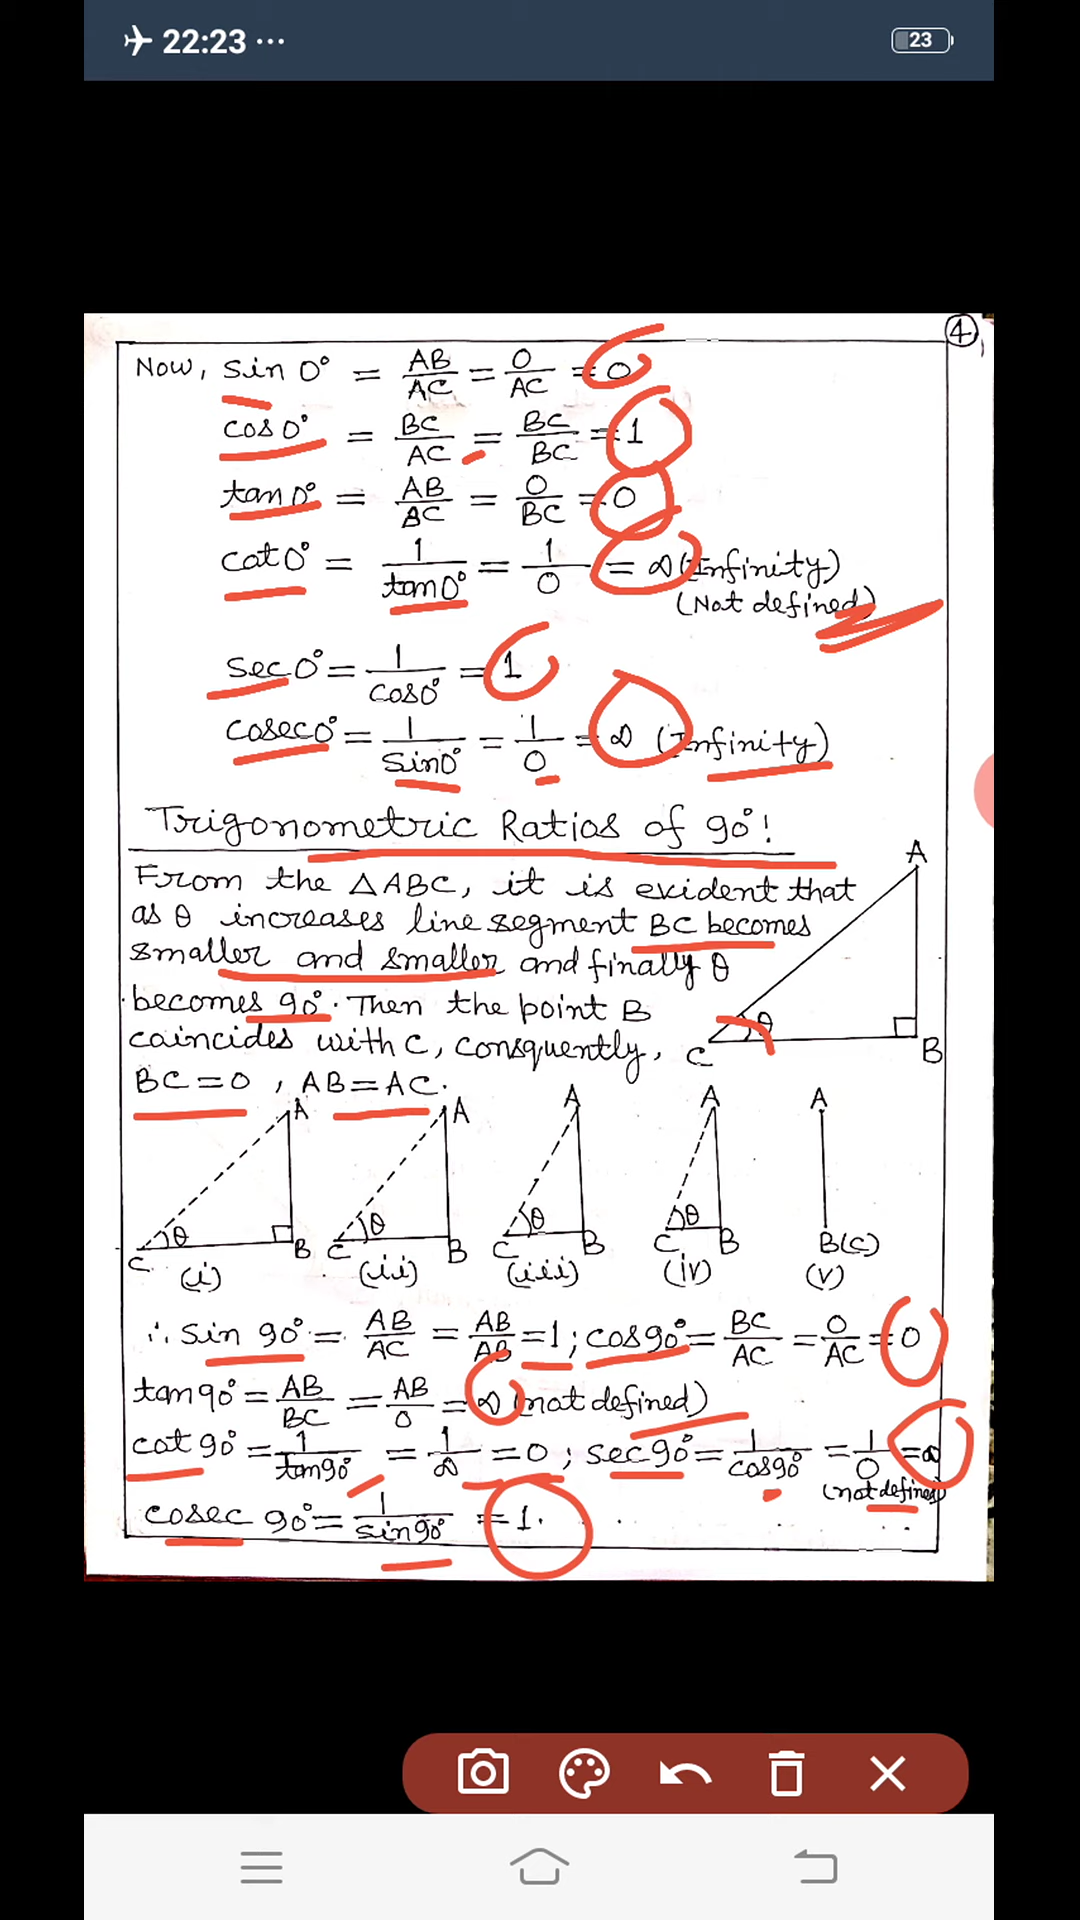 22:23 ...
23
4
Now, sin 0° = AB/AC = 0/AC = 0
cos 0° = BC/AC = BC/BC = 1
tan 0° = AB/BC = 0/BC = 0
cot 0° = 1/tan 0° = 1/0 = ∞ (Infinity)
(Not defined)
sec 0° = 1/cos 0° = 1
cosec 0° = 1/sin 0° = 1/0 = ∞ (Infinity)
Trigonometric Ratios of 90°!
From the △ABC, it is evident that
as θ increases line segment BC becomes
smaller and smaller and finally θ
becomes 90°. Then the point B
coincides with C, consquently,
BC = 0, AB = AC.
A
θ
C
B
A A A A A
θ θ θ θ
C B C B C B C B B(C)
(i) (ii) (iii) (iv) (v)
∴ sin 90° = AB/AC = AB/AB = 1; cos 90° = BC/AC = 0/AC = 0
tan 90° = AB/BC = AB/0 = ∞ (not defined)
cot 90° = 1/tan 90° = 1/∞ = 0; sec 90° = 1/cos 90° = 1/0 = ∞
(not defined)
cosec 90° = 1/sin 90° = 1.